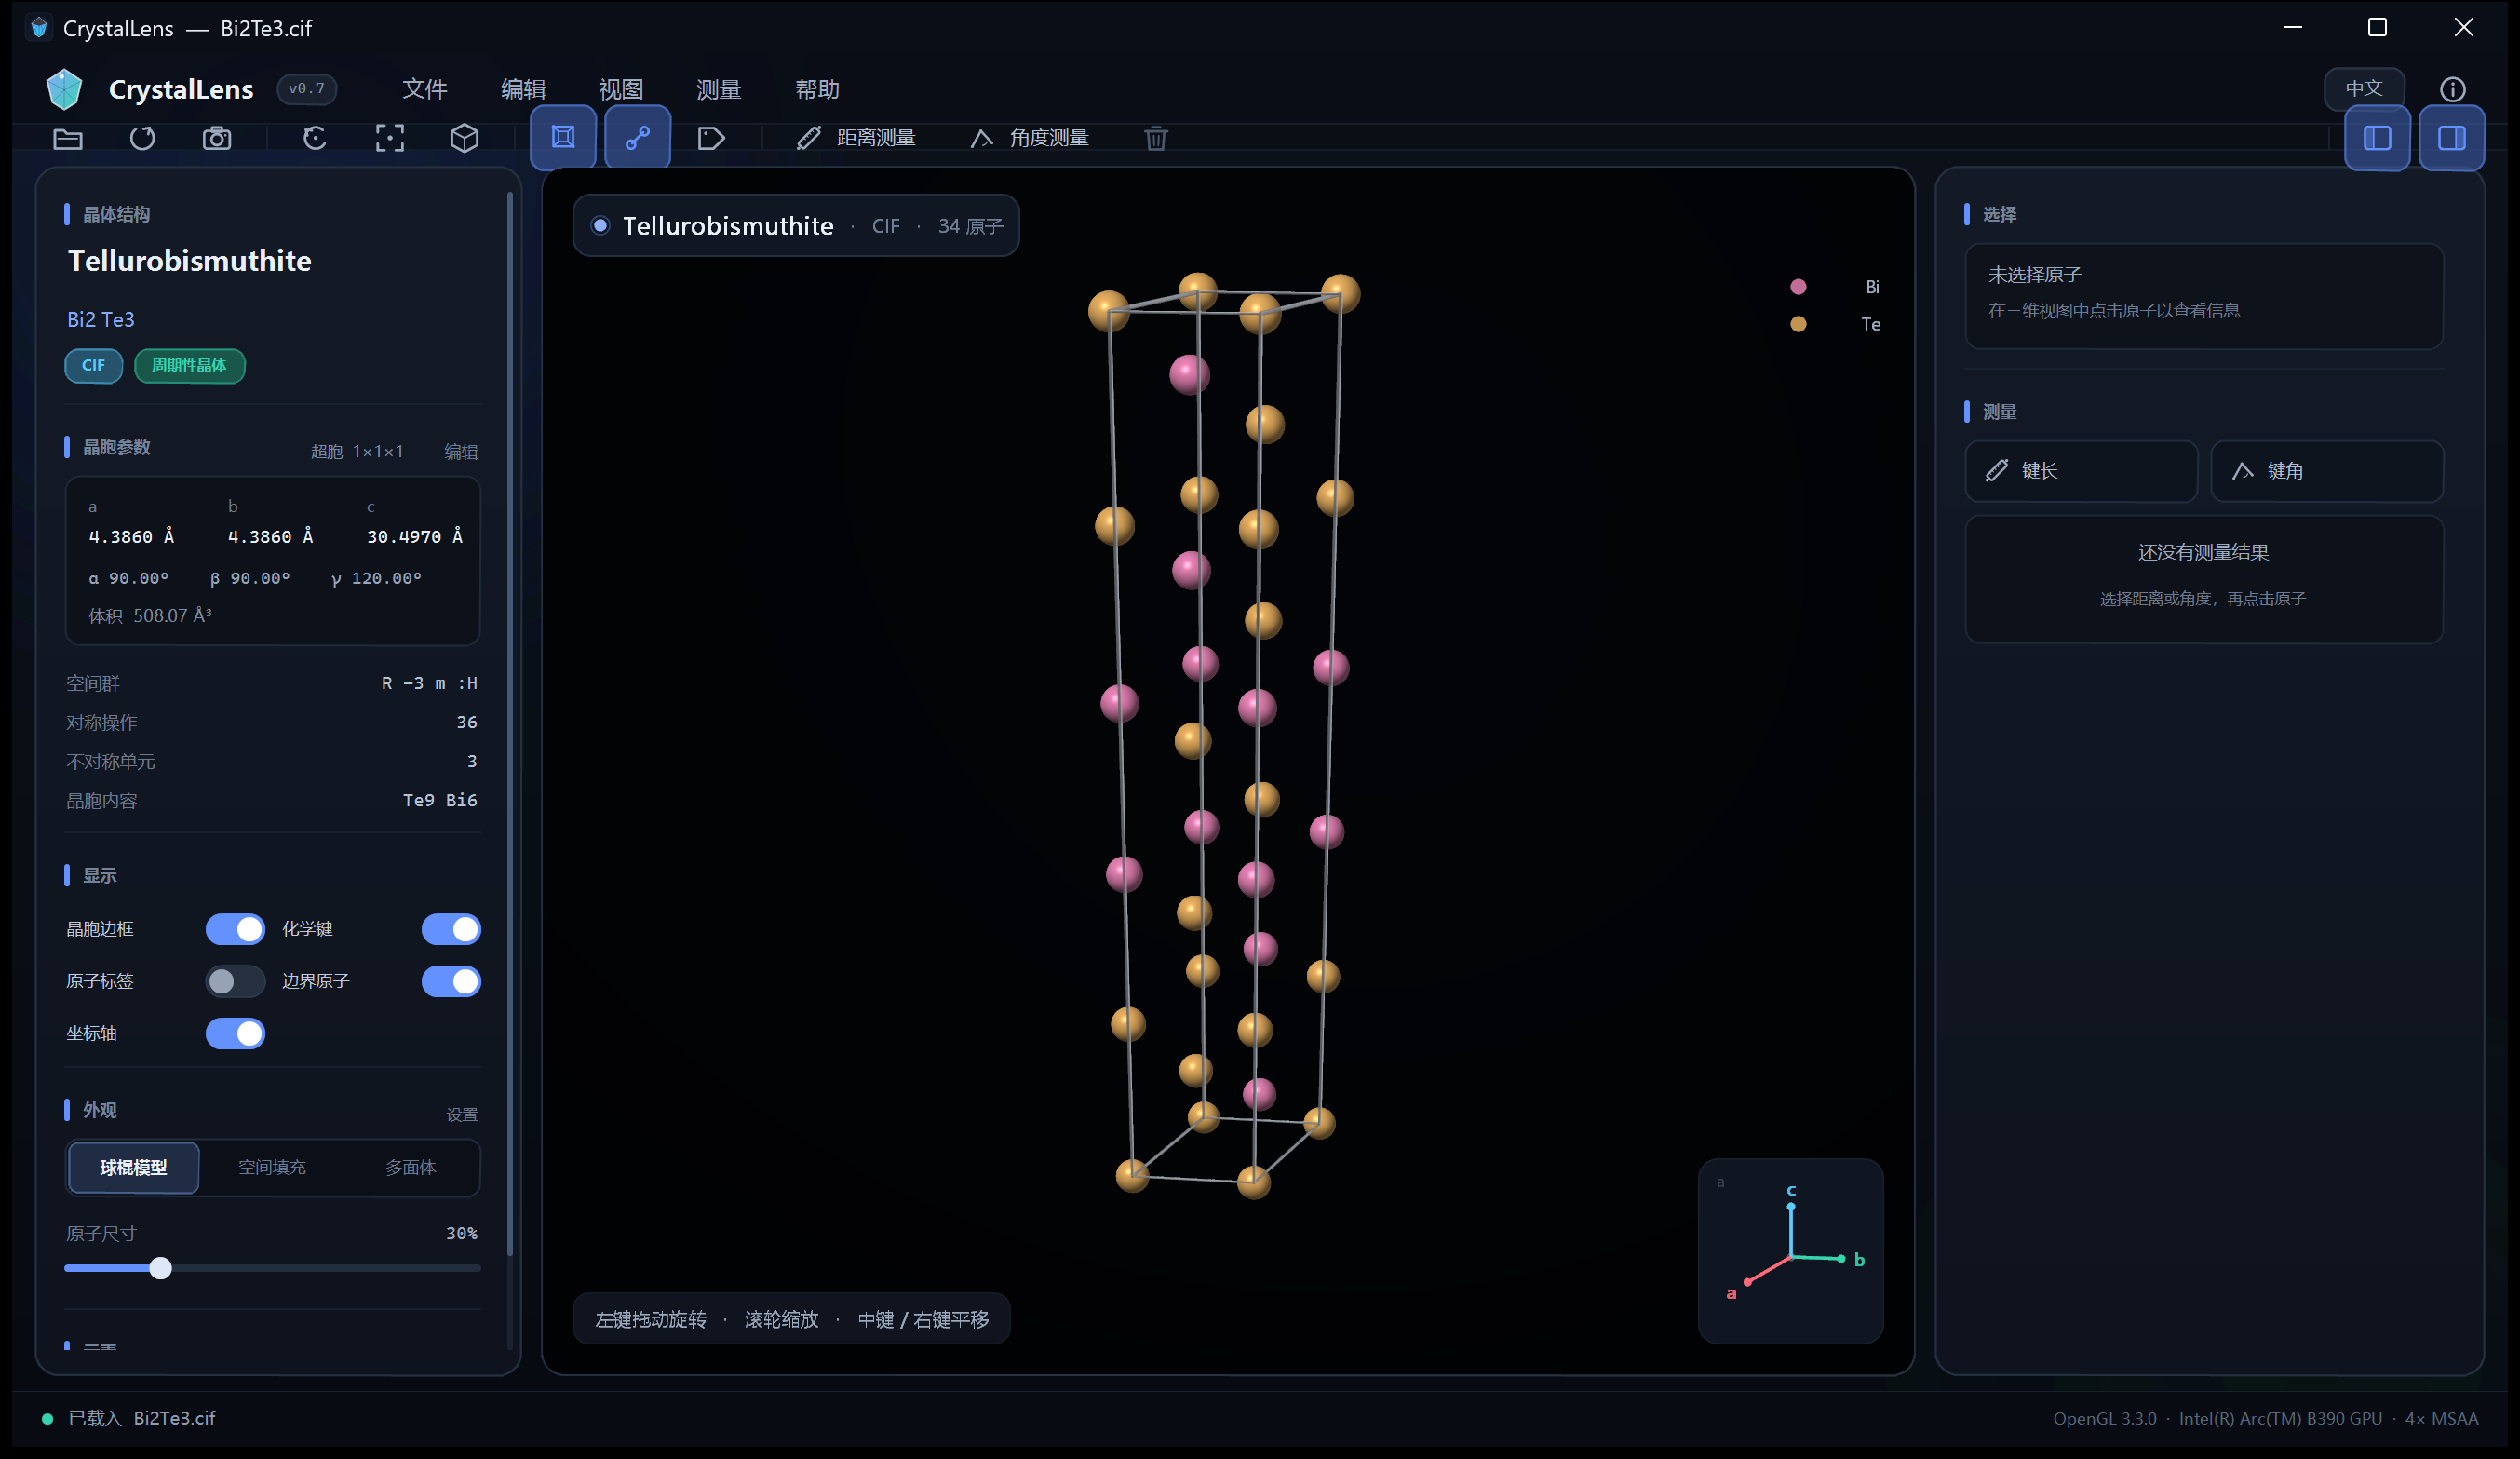 CrystalLens — Bi2Te3.cif
CrystalLens v0.7 文件 编辑 视图 测量 帮助 中文
距离测量 角度测量
晶体结构
Tellurobismuthite
Bi2 Te3
CIF 周期性晶体
晶胞参数 超胞 1×1×1 编辑
a b c
4.3860 Å 4.3860 Å 30.4970 Å
α 90.00° β 90.00° γ 120.00°
体积 508.07 Å³
空间群 R -3 m :H
对称操作 36
不对称单元 3
晶胞内容 Te9 Bi6
显示
晶胞边框 化学键
原子标签 边界原子
坐标轴
外观 设置
球棍模型 空间填充 多面体
原子尺寸 30%
Tellurobismuthite · CIF · 34 原子
Bi
Te
a
c
b
a
左键拖动旋转 · 滚轮缩放 · 中键 / 右键平移
选择
未选择原子
在三维视图中点击原子以查看信息
测量
键长 键角
还没有测量结果
选择距离或角度，再点击原子
已载入 Bi2Te3.cif
OpenGL 3.3.0 · Intel(R) Arc(TM) B390 GPU · 4× MSAA